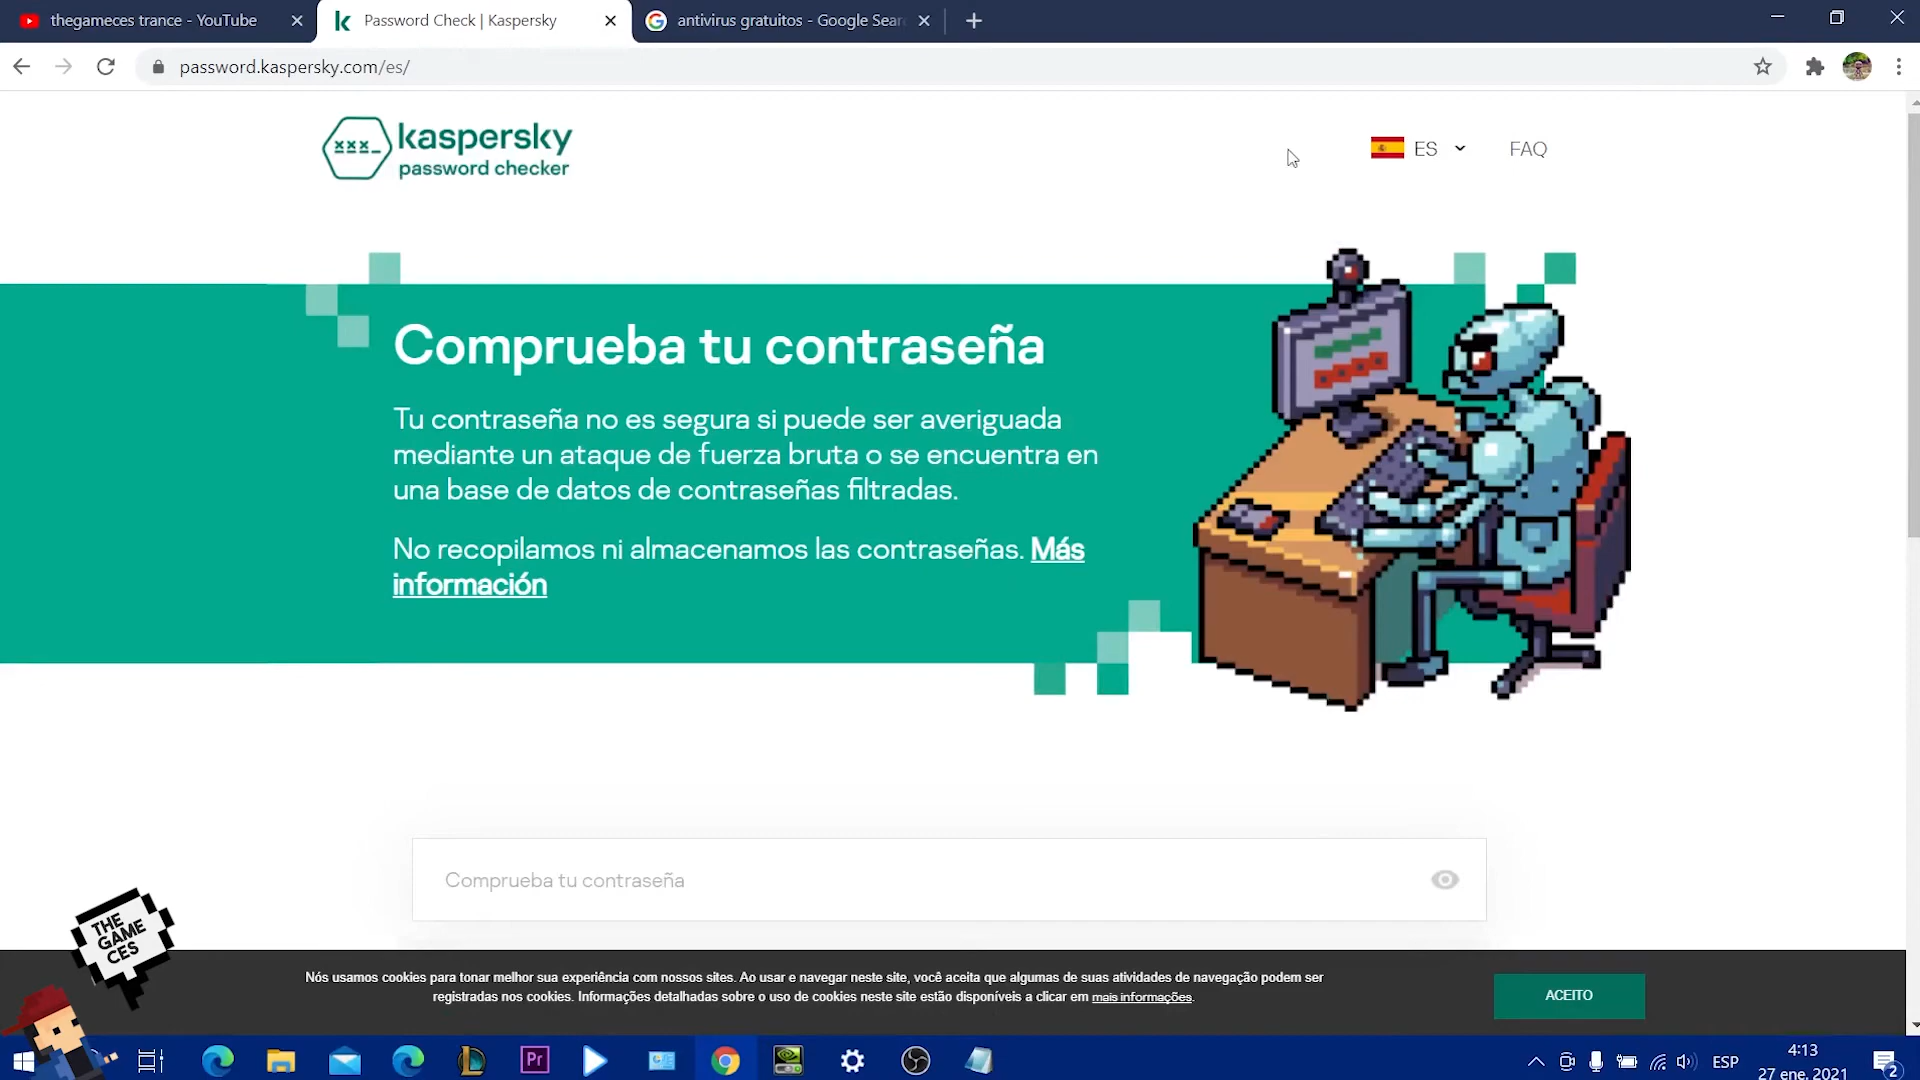 thegameces trance - YouTube
Password Check | Kaspersky
antivirus gratuitos - Google Sear
password.kaspersky.com/es/
xxx_
kaspersky
password checker
ES
FAQ
Comprueba tu contraseña
Tu contraseña no es segura si puede ser averiguada
mediante un ataque de fuerza bruta o se encuentra en
una base de datos de contraseñas filtradas.
No recopilamos ni almacenamos las contraseñas. Más
información
Comprueba tu contraseña
THE
GAME
CES
Nós usamos cookies para tonar melhor sua experiência com nossos sites. Ao usar e navegar neste site, você aceita que algumas de suas atividades de navegação podem ser
registradas nos cookies. Informações detalhadas sobre o uso de cookies neste site estão disponíveis a clicar em mais informações.
ACEITO
Pr
ESP
4:13
27 ene. 2021
2